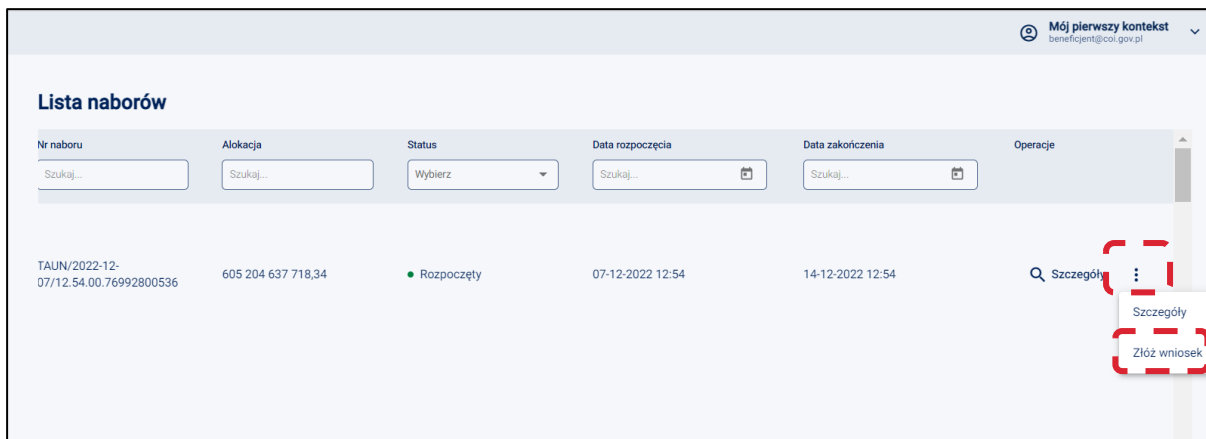 Mój pierwszy kontekst
beneficjent@coi.gov.pl
Lista naborów
Nr naboru Alokacja Status Data rozpoczęcia Data zakończenia Operacje
Szukaj... Szukaj... Wybierz Szukaj... Szukaj...
TAUN/2022-12-
07/12.54.00.76992800536
605 204 637 718,34 Rozpoczęty 07-12-2022 12:54 14-12-2022 12:54 Szczegóły
Szczegóły
Złóż wniosek